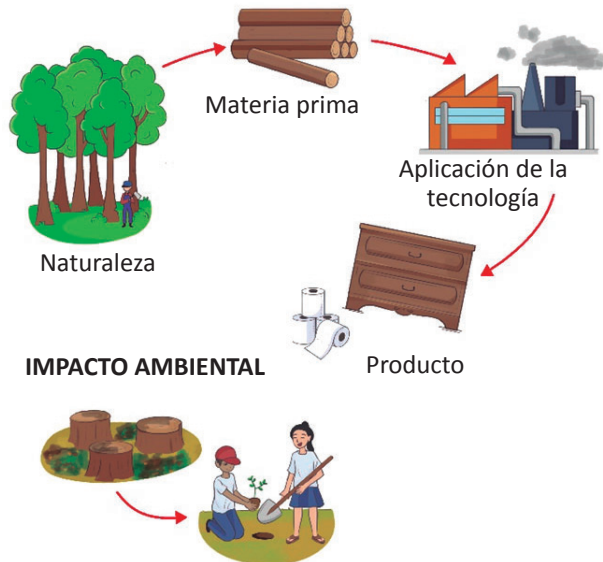 Materia prima
Aplicación de la
tecnología
Naturaleza
Producto
IMPACTO AMBIENTAL